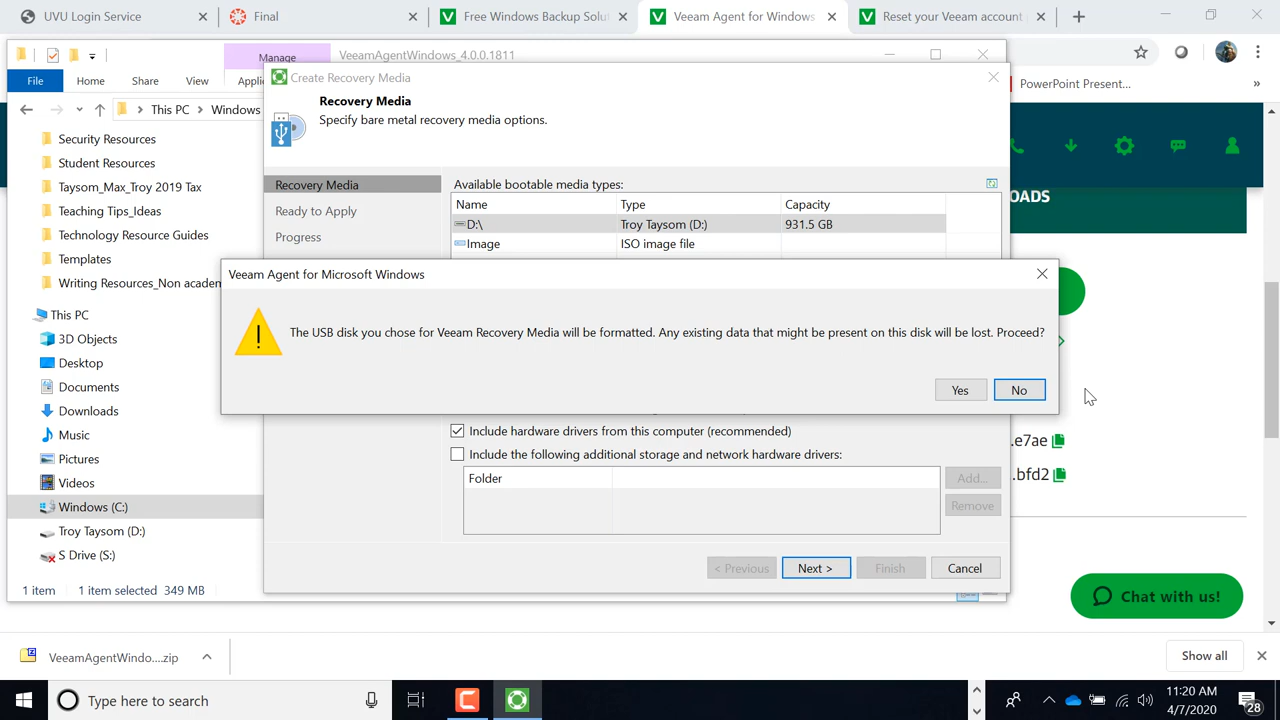 UVU Login Service
Final
Free Windows Backup Solu
Veeam Agent for Windows
Reset your Veeam account
Manage
VeeamAgentWindows_4.0.0.1811
File
Home
Share
View
Appli
PowerPoint Present...
»
This PC
Windows
Security Resources
Student Resources
Taysom_Max_Troy 2019 Tax
Teaching Tips_Ideas
Technology Resource Guides
Templates
Writing Resources_Non academ
This PC
3D Objects
Desktop
Documents
Downloads
Music
Pictures
Videos
Windows (C:)
Troy Taysom (D:)
S Drive (S:)
1 item
1 item selected 349 MB
Create Recovery Media
Recovery Media
Specify bare metal recovery media options.
Recovery Media
Ready to Apply
Progress
Available bootable media types:
Name Type Capacity
D:\ Troy Taysom (D:) 931.5 GB
Image ISO image file
Veeam Agent for Microsoft Windows
The USB disk you chose for Veeam Recovery Media will be formatted. Any existing data that might be present on this disk will be lost. Proceed?
Yes
No
Include hardware drivers from this computer (recommended)
Include the following additional storage and network hardware drivers:
Folder
Add...
Remove
< Previous
Next >
Finish
Cancel
OADS
.e7ae
.bfd2
Chat with us!
VeeamAgentWindo....zip
Show all
Type here to search
11:20 AM
4/7/2020
28